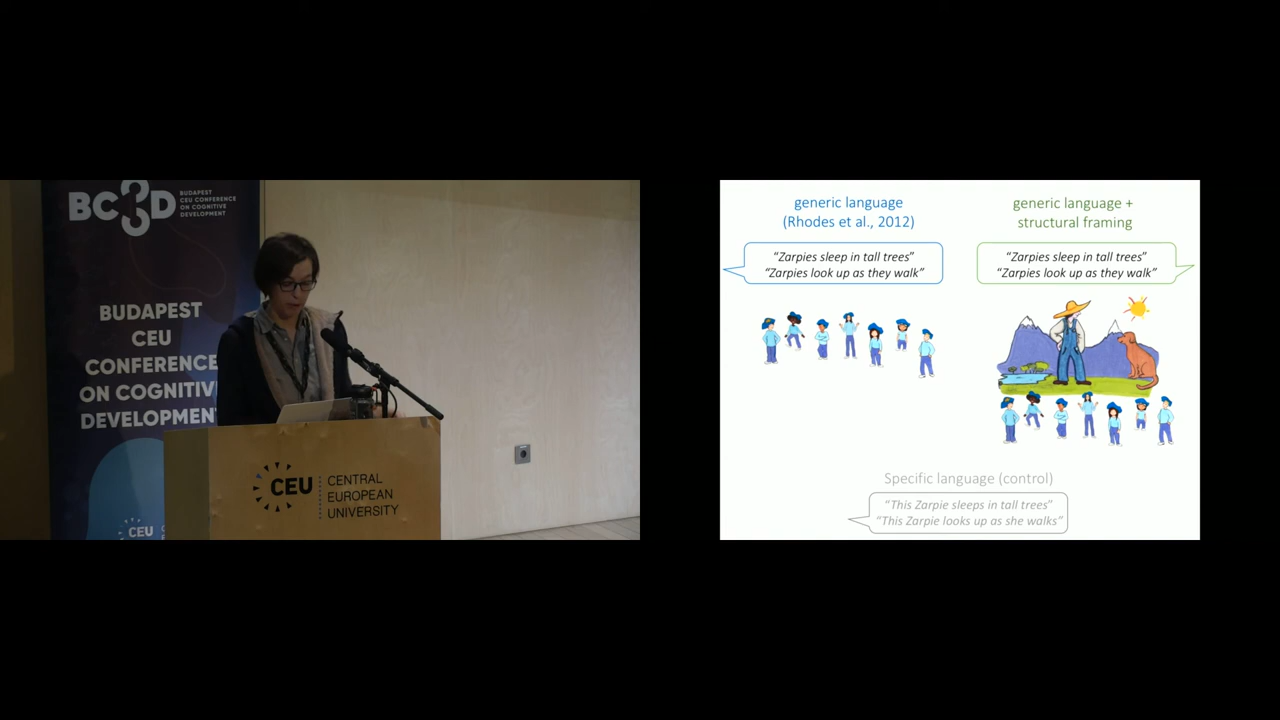 BC3D
BUDAPEST
CEU CONFERENCE
ON COGNITIVE
DEVELOPMENT
BUDAPEST
CEU
CONFERENCE
ON COGNITIV
DEVELOPMEN
CEU
CEU
CENTRAL
EUROPEAN
UNIVERSITY
generic language
(Rhodes et al., 2012)
“Zarpies sleep in tall trees”
“Zarpies look up as they walk”
generic language +
structural framing
“Zarpies sleep in tall trees”
“Zarpies look up as they walk”
Specific language (control)
“This Zarpie sleeps in tall trees”
“This Zarpie looks up as she walks”